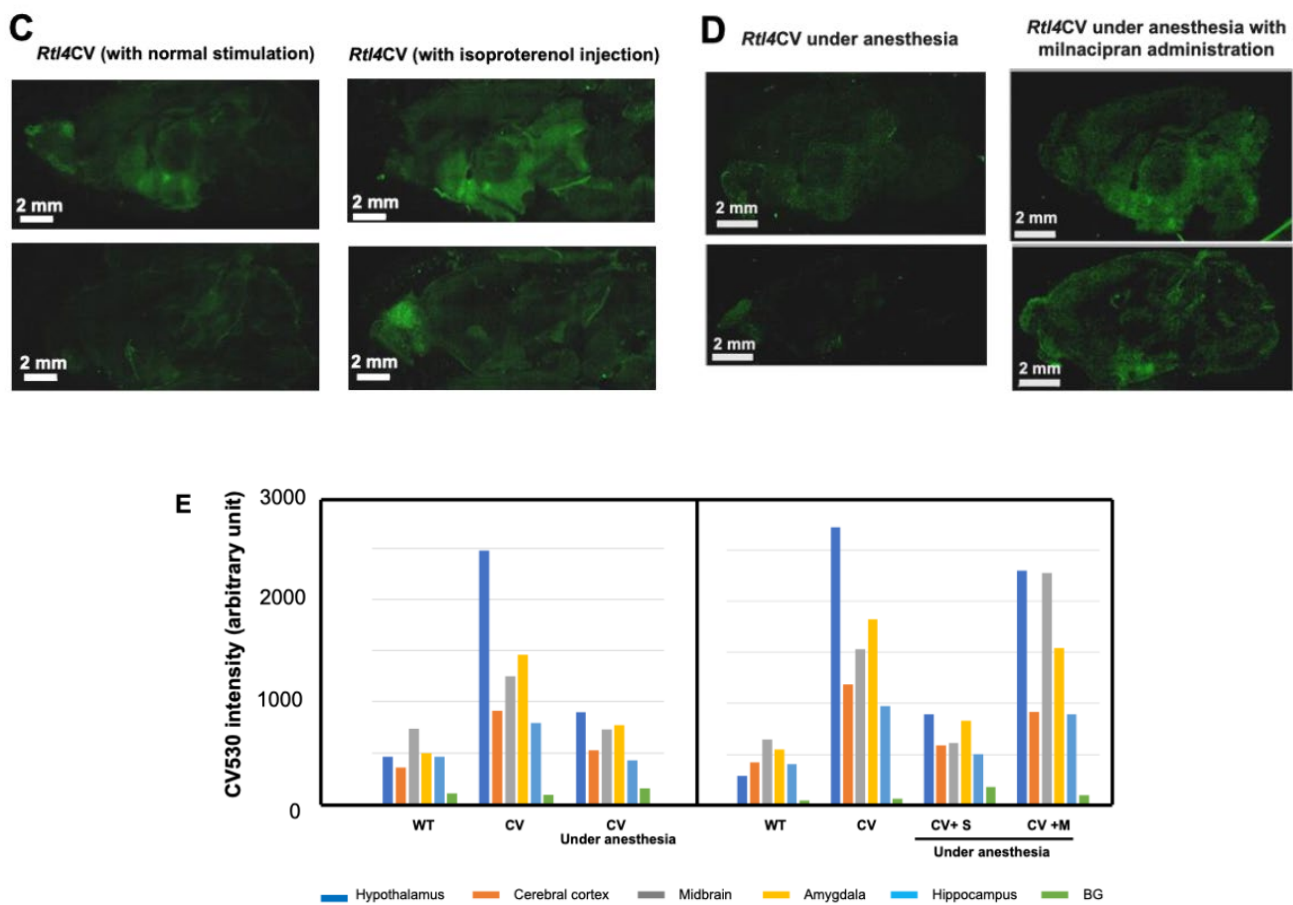 C
Rtl4CV (with normal stimulation)
Rtl4CV (with isoproterenol injection)
2 mm
2 mm
2 mm
2 mm
D
Rtl4CV under anesthesia
Rtl4CV under anesthesia with
milnacipran administration
2 mm
2 mm
2 mm
2 mm
E
CV530 intensity (arbitrary unit)
3000
2000
1000
0
WT
CV
CV
Under anesthesia
WT
CV
CV+ S
CV +M
Under anesthesia
Hypothalamus
Cerebral cortex
Midbrain
Amygdala
Hippocampus
BG